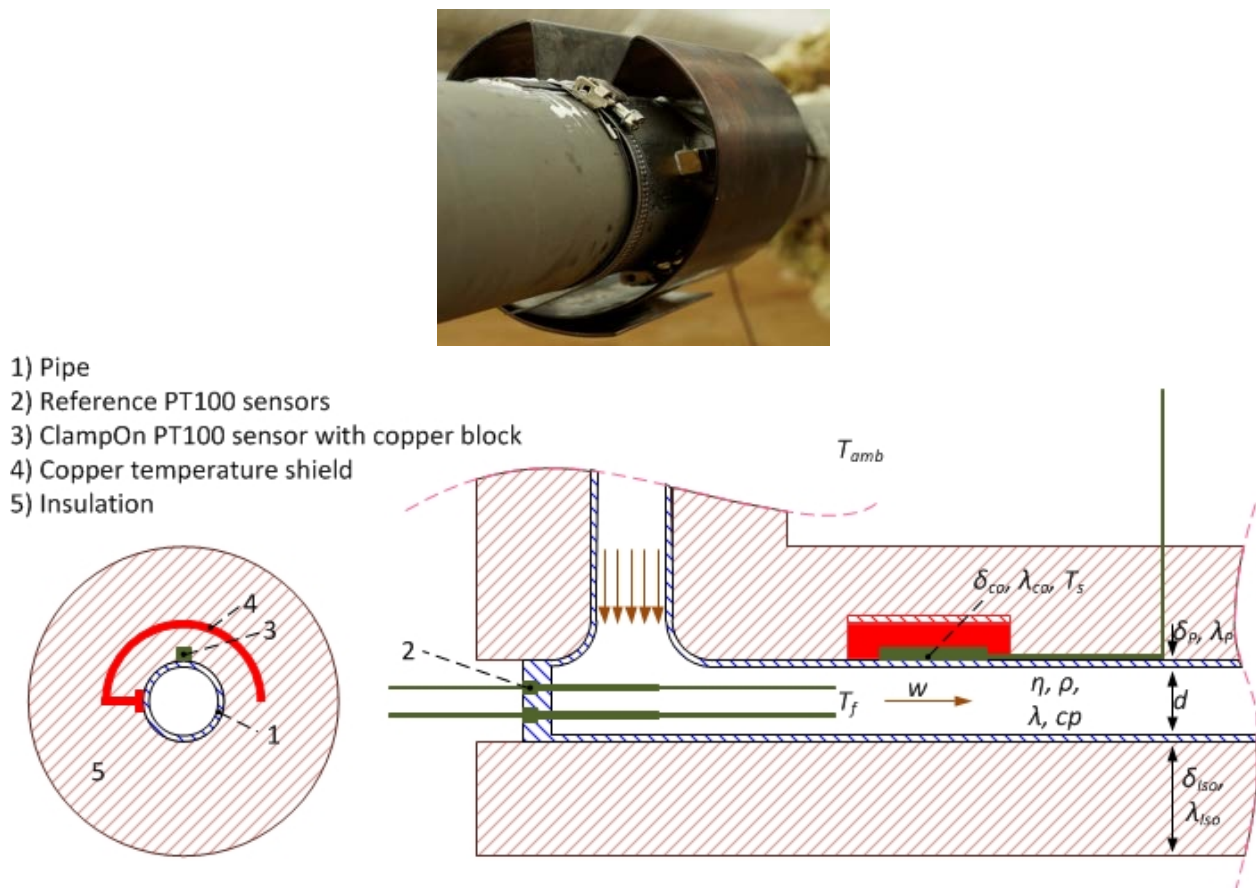 1) Pipe
2) Reference PT100 sensors
3) ClampOn PT100 sensor with copper block
4) Copper temperature shield
5) Insulation
T_amb
4
3
δ_co, λ_co, T_s
δ_P, λ_P
2
T_f
w
η, ρ,
λ, cp
d
1
5
δ_Iso,
λ_Iso